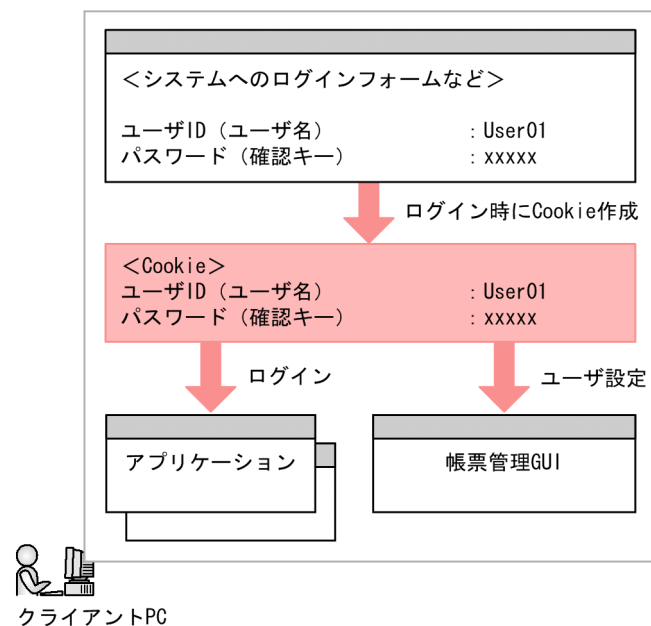 ＜システムへのログインフォームなど＞
ユーザID（ユーザ名）　：User01
パスワード（確認キー）　：xxxxx
ログイン時にCookie作成
＜Cookie＞
ユーザID（ユーザ名）　：User01
パスワード（確認キー）　：xxxxx
ログイン
ユーザ設定
アプリケーション
帳票管理GUI
クライアントPC